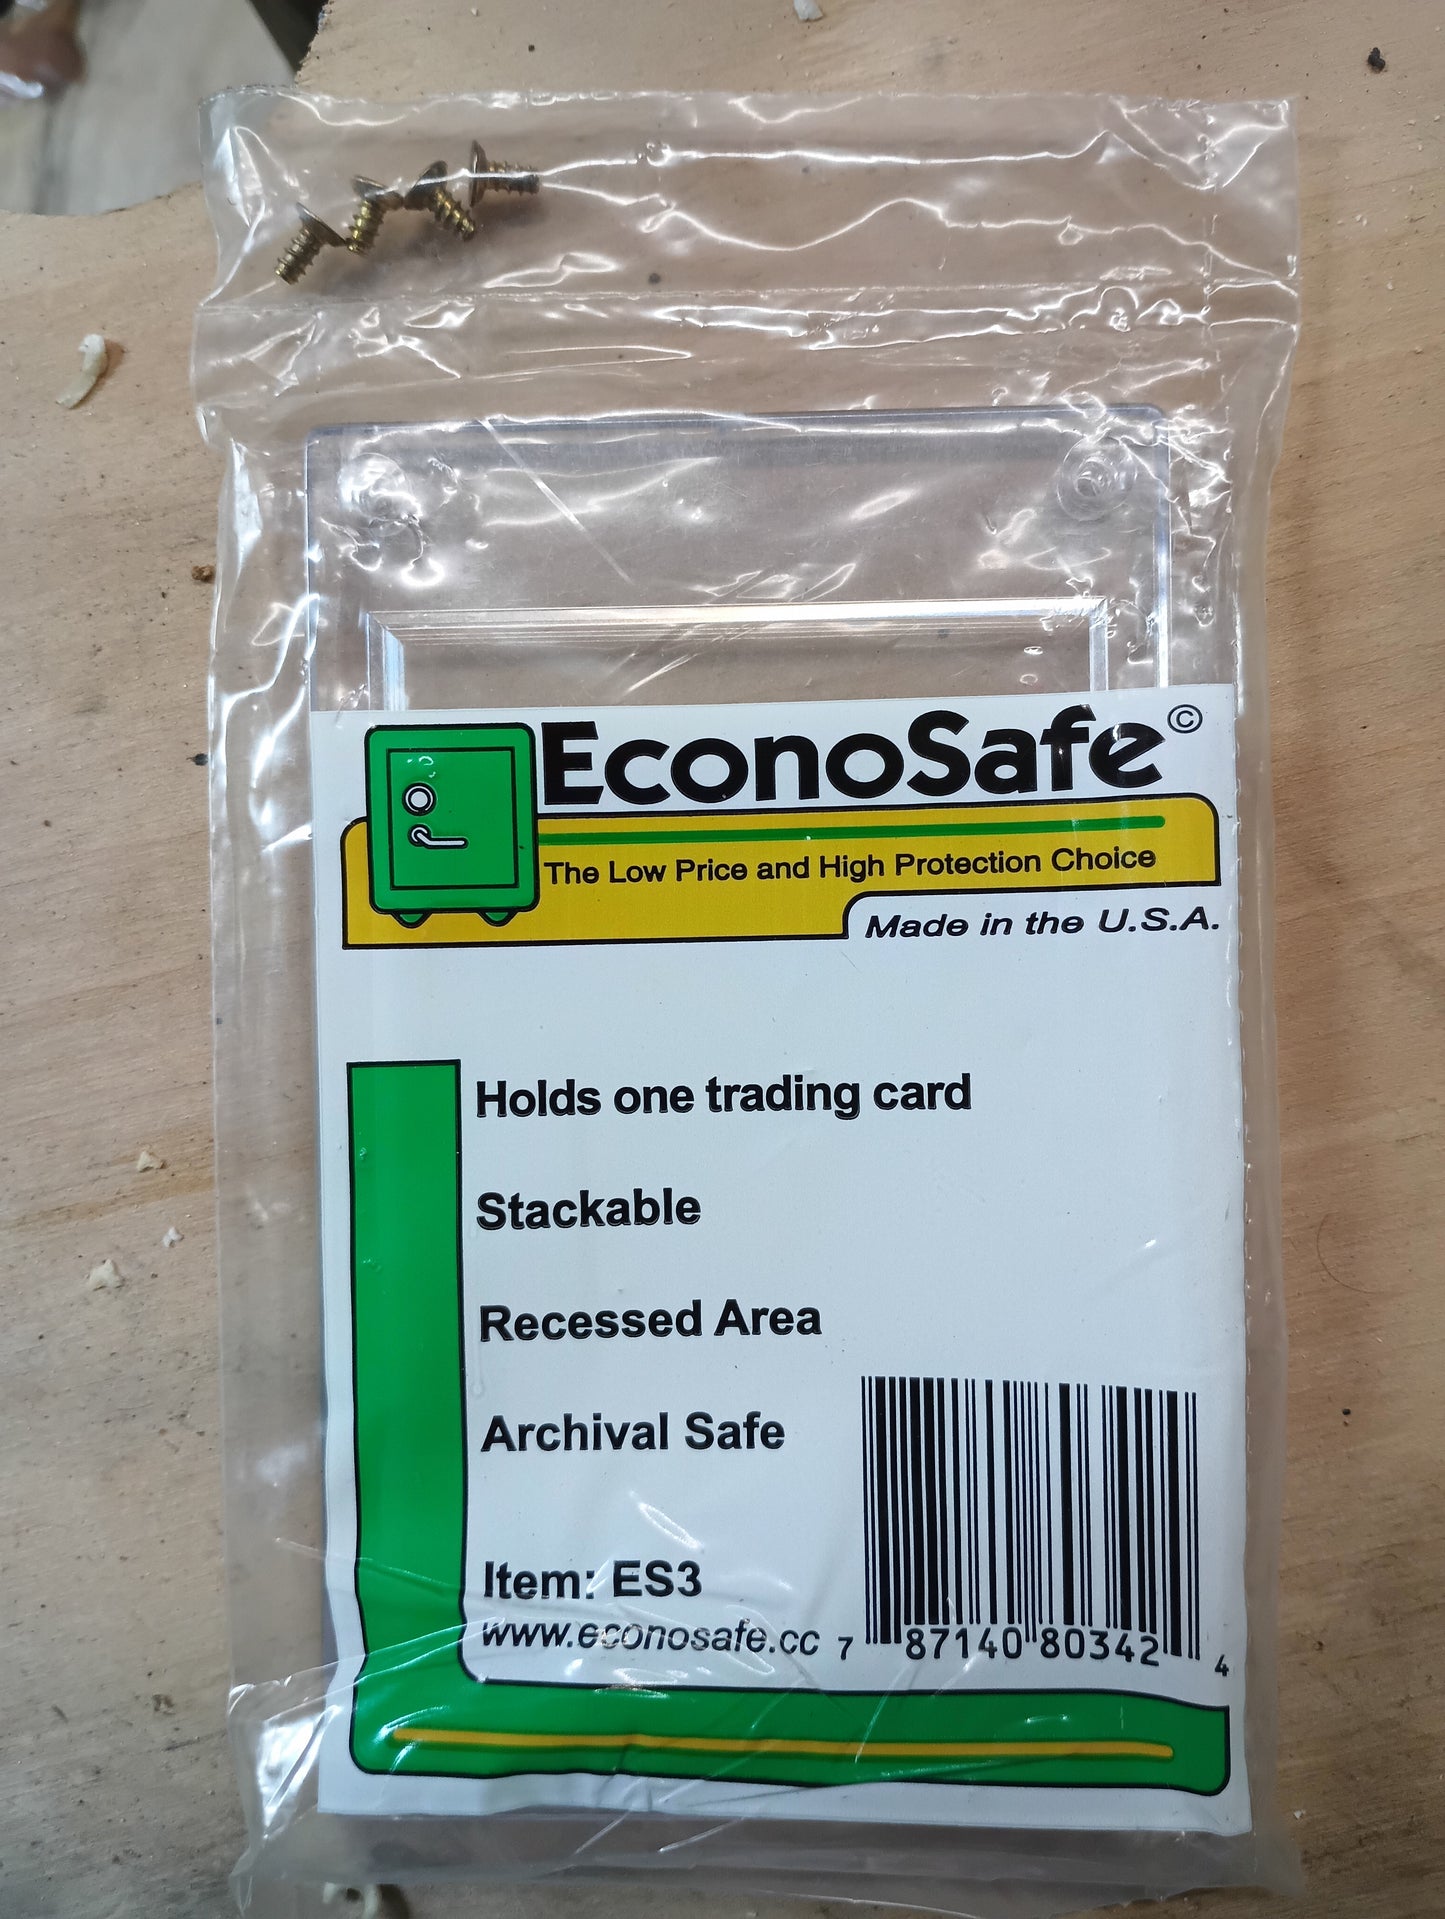 EconoSafe©
The Low Price and High Protection Choice
Made in the U.S.A.
Holds one trading card
Stackable
Recessed Area
Archival Safe
Item: ES3
www.econosafe.cc
7 87140 80342 4